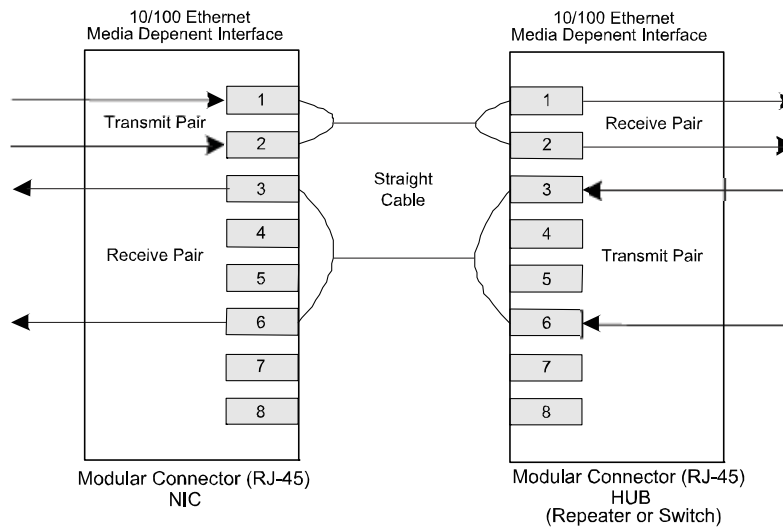 10/100 Ethernet
Media Depenent Interface
10/100 Ethernet
Media Depenent Interface
1
Transmit Pair
2
3
4
Receive Pair
5
6
7
8
Straight
Cable
1
Receive Pair
2
3
4
Transmit Pair
5
6
7
8
Modular Connector (RJ-45)
NIC
Modular Connector (RJ-45)
HUB
(Repeater or Switch)